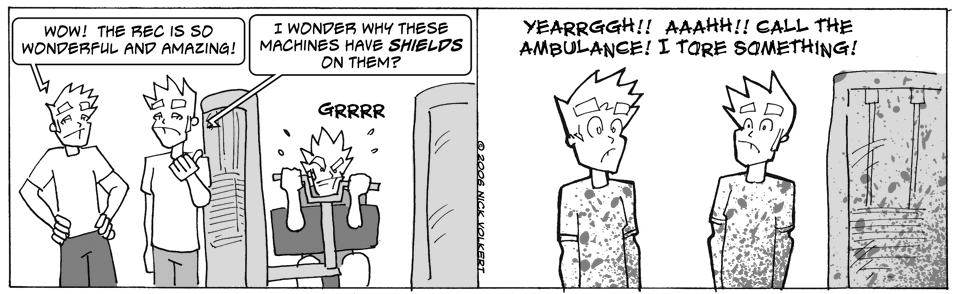 WOW! THE REC IS SO
WONDERFUL AND AMAZING!
I WONDER WHY THESE
MACHINES HAVE SHIELDS
ON THEM?
GRRRR
© 2006 NICK VOLKERT
YEARRGGH!! AAAHH!! CALL THE
AMBULANCE! I TORE SOMETHING!